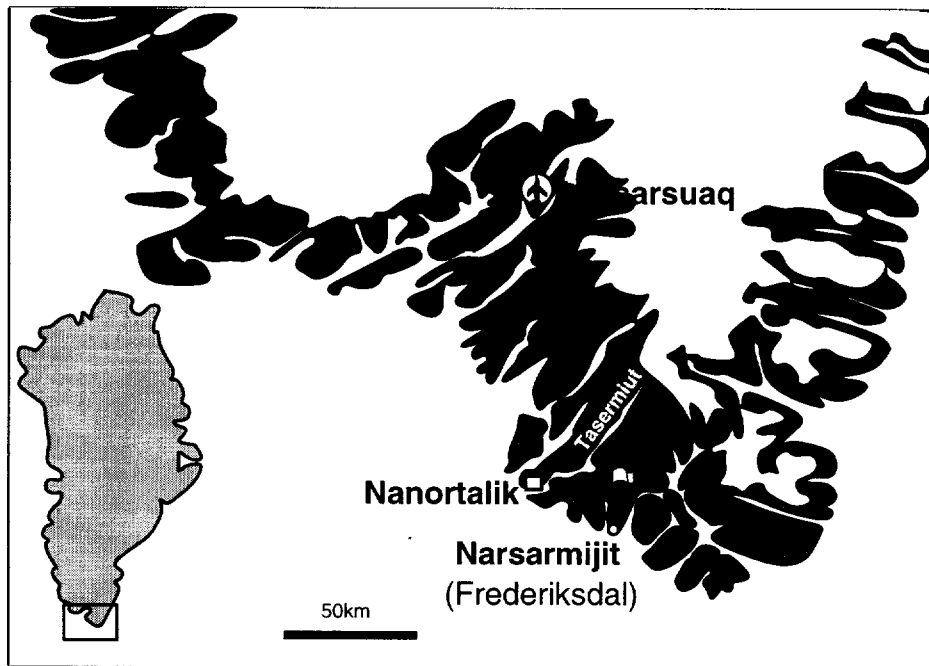 arsuaq
Tasermiut
Nanortalik
Narsarmijit
(Frederiksdal)
50km